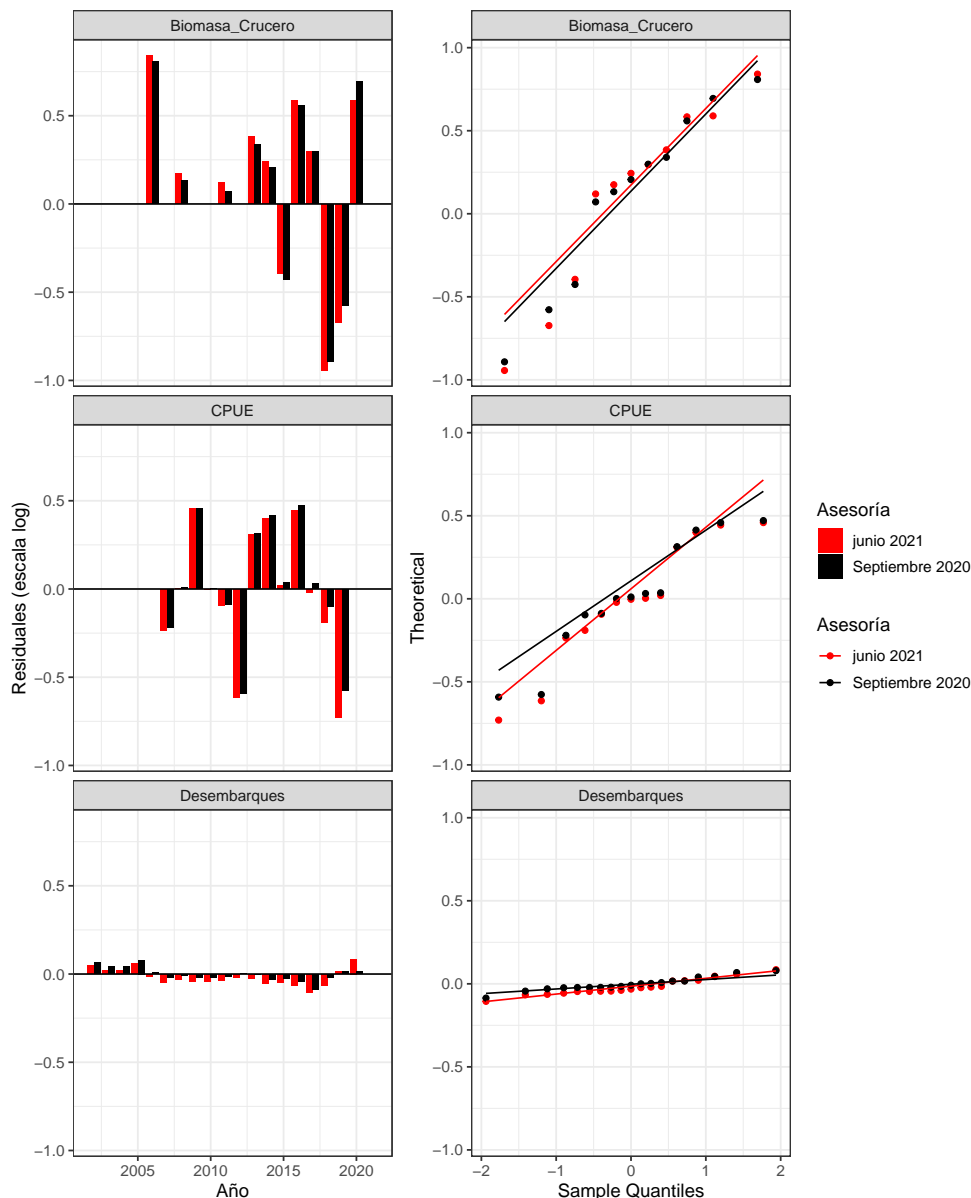 Biomasa_Crucero
0.5
0.0
−0.5
−1.0
CPUE
0.5
0.0
−0.5
−1.0
Desembarques
0.5
0.0
−0.5
−1.0
2005 2010 2015 2020
Año
Residuales (escala log)
Biomasa_Crucero
1.0
0.5
0.0
−0.5
−1.0
CPUE
1.0
0.5
0.0
−0.5
−1.0
Desembarques
1.0
0.5
0.0
−0.5
−1.0
−2 −1 0 1 2
Sample Quantiles
Theoretical
Asesoría
junio 2021
Septiembre 2020
Asesoría
junio 2021
Septiembre 2020